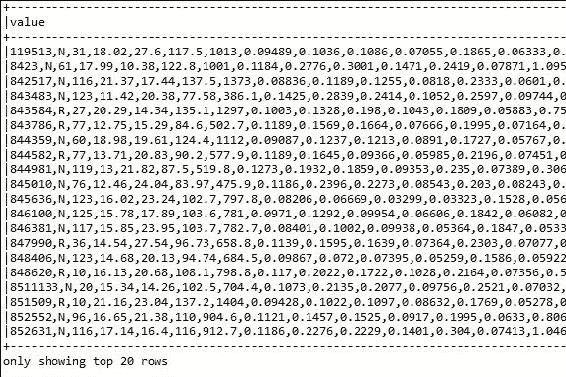 +--------------------
|value
+--------------------
|119513,N,31,18.02,27.6,117.5,1013,0.09489,0.1036,0.1086,0.07055,0.1865,0.06333,0.
|8423,N,61,17.99,10.38,122.8,1001,0.1184,0.2776,0.3001,0.1471,0.2419,0.07871,1.095
|842517,N,116,21.37,17.44,137.5,1373,0.08836,0.1189,0.1255,0.0818,0.2333,0.0601,0.
|843483,N,123,11.42,20.38,77.58,386.1,0.1425,0.2839,0.2414,0.1052,0.2597,0.09744,0
|843584,R,27,20.29,14.34,135.1,1297,0.1003,0.1328,0.198,0.1043,0.1809,0.05883,0.75
|843786,R,77,12.75,15.29,84.6,502.7,0.1189,0.1569,0.1664,0.07666,0.1995,0.07164,0.
|844359,N,60,18.98,19.61,124.4,1112,0.09087,0.1237,0.1213,0.0891,0.1727,0.05767,0.
|844582,R,77,13.71,20.83,90.2,577.9,0.1189,0.1645,0.09366,0.05985,0.2196,0.07451,0
|844981,N,119,13,21.82,87.5,519.8,0.1273,0.1932,0.1859,0.09353,0.235,0.07389,0.306
|845010,N,76,12.46,24.04,83.97,475.9,0.1186,0.2396,0.2273,0.08543,0.203,0.08243,0.
|845636,N,123,16.02,23.24,102.7,797.8,0.08206,0.06669,0.03299,0.03323,0.1528,0.056
|846100,N,125,15.78,17.89,103.6,781,0.0971,0.1292,0.09954,0.06606,0.1842,0.06082,0
|846381,N,117,15.85,23.95,103.7,782.7,0.08401,0.1002,0.09938,0.05364,0.1847,0.0533
|847990,R,36,14.54,27.54,96.73,658.8,0.1139,0.1595,0.1639,0.07364,0.2303,0.07077,0
|848406,N,123,14.68,20.13,94.74,684.5,0.09867,0.072,0.07395,0.05259,0.1586,0.05922
|848620,R,10,16.13,20.68,108.1,798.8,0.117,0.2022,0.1722,0.1028,0.2164,0.07356,0.5
|8511133,N,20,15.34,14.26,102.5,704.4,0.1073,0.2135,0.2077,0.09756,0.2521,0.07032,
|851509,R,10,21.16,23.04,137.2,1404,0.09428,0.1022,0.1097,0.08632,0.1769,0.05278,0
|852552,N,96,16.65,21.38,110,904.6,0.1121,0.1457,0.1525,0.0917,0.1995,0.0633,0.806
|852631,N,116,17.14,16.4,116,912.7,0.1186,0.2276,0.2229,0.1401,0.304,0.07413,1.046
+--------------------
only showing top 20 rows